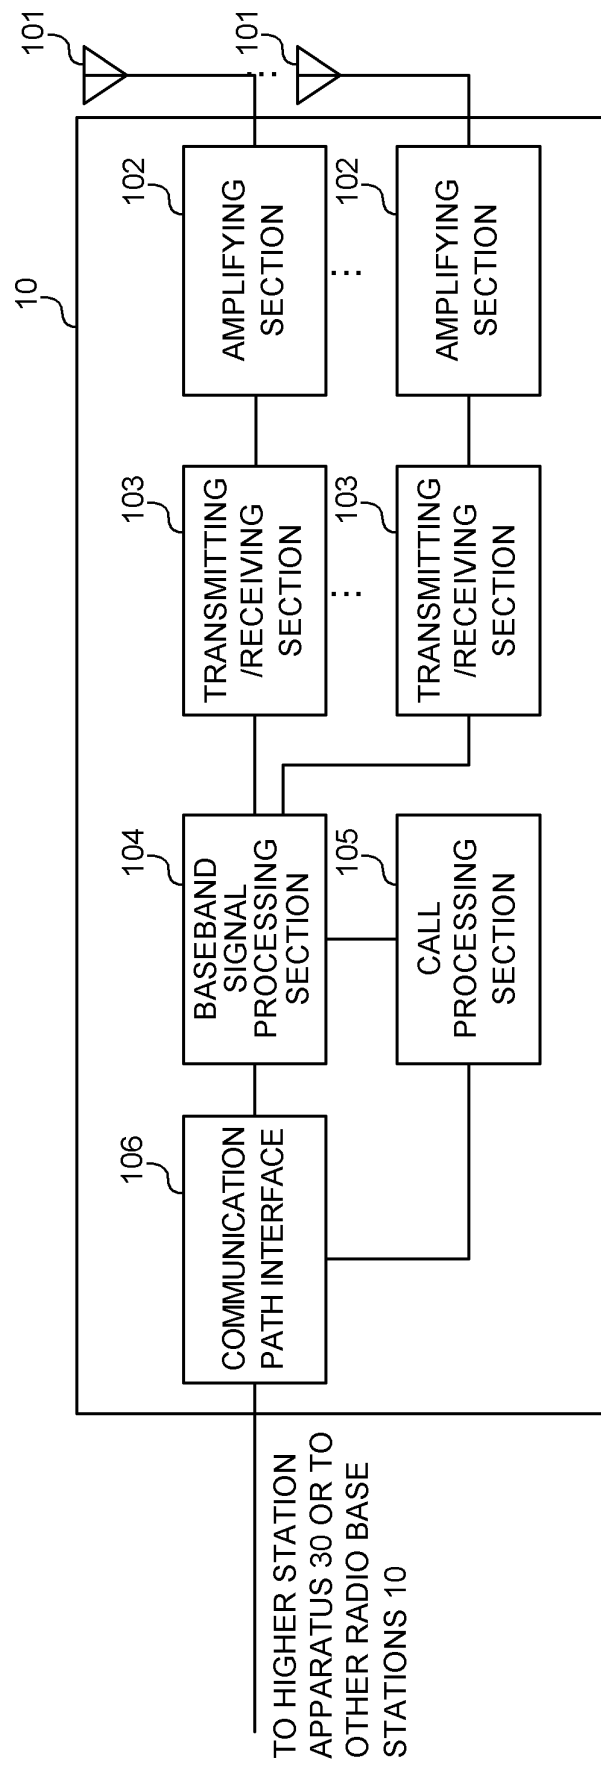 10
101
101
...
102
AMPLIFYING
SECTION
...
102
AMPLIFYING
SECTION
103
TRANSMITTING
/RECEIVING
SECTION
...
103
TRANSMITTING
/RECEIVING
SECTION
104
BASEBAND
SIGNAL
PROCESSING
SECTION
105
CALL
PROCESSING
SECTION
106
COMMUNICATION
PATH INTERFACE
TO HIGHER STATION
APPARATUS 30 OR TO
OTHER RADIO BASE
STATIONS 10